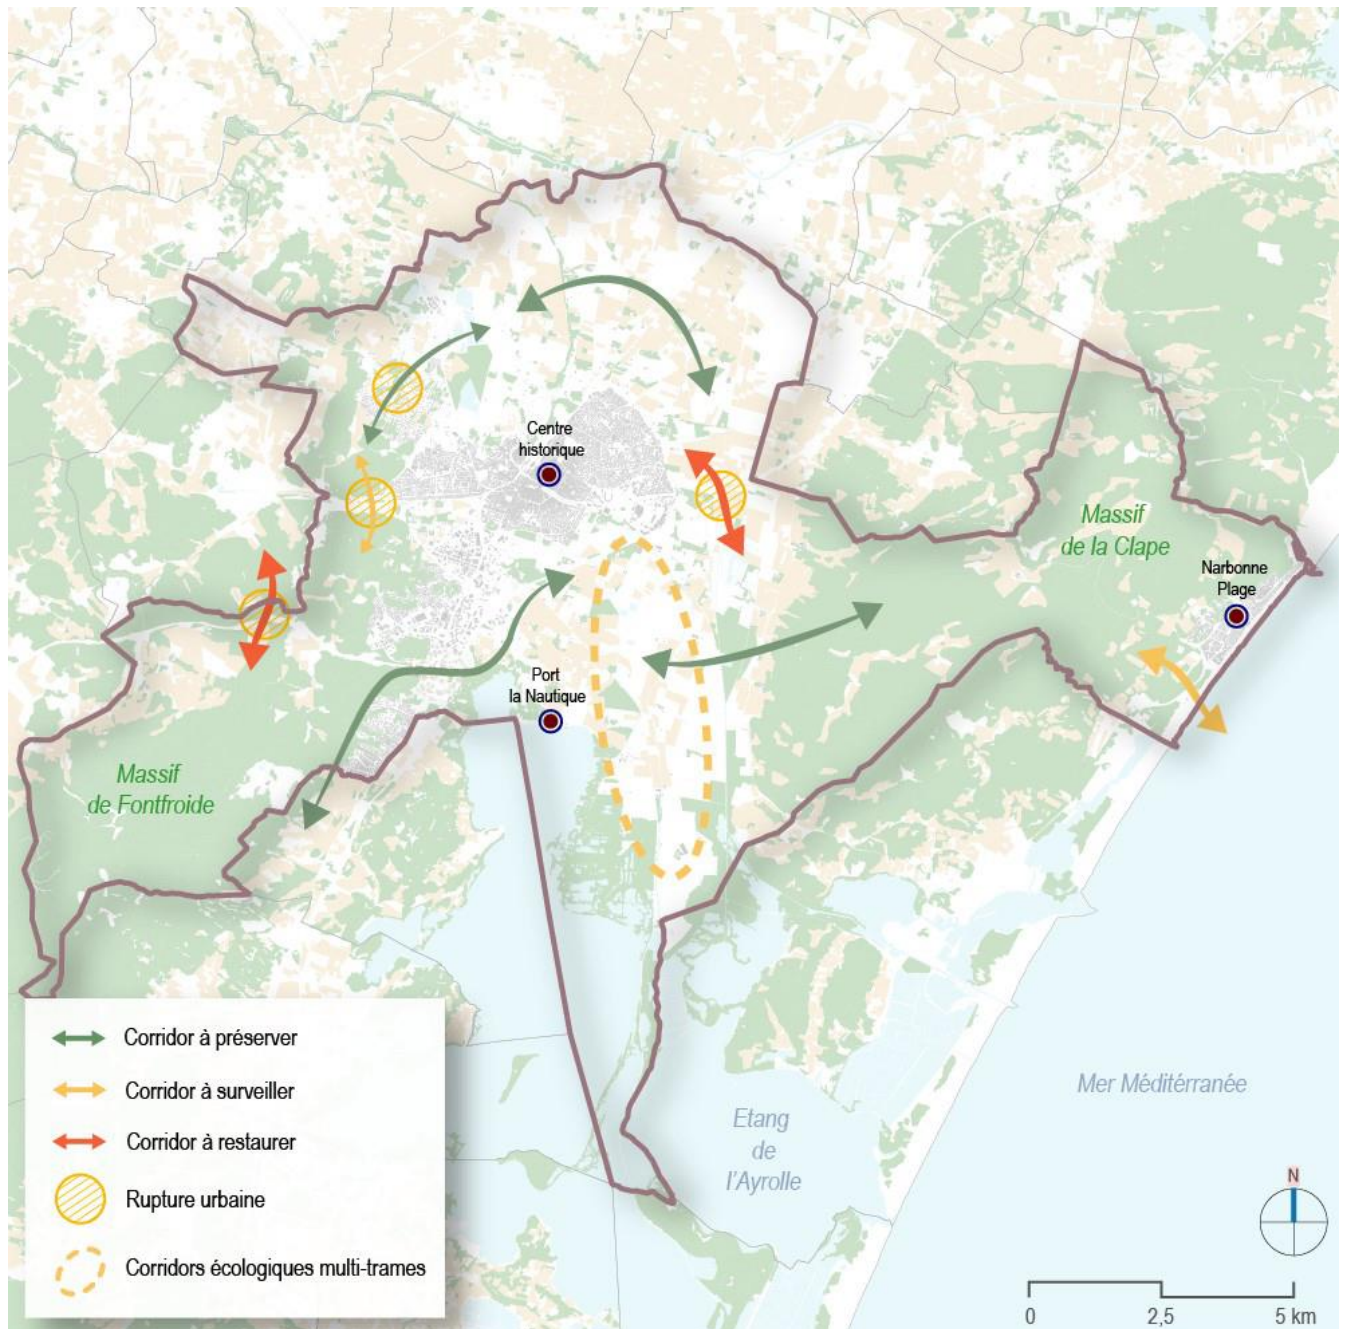 Centre
historique
Massif
de la Clape
Narbonne
Plage
Port
la Nautique
Massif
de Fontfroide
Corridor à préserver
Corridor à surveiller
Corridor à restaurer
Rupture urbaine
Corridors écologiques multi-trames
Mer Méditérranée
Etang
de
l'Ayrolle
N
0 2,5 5 km